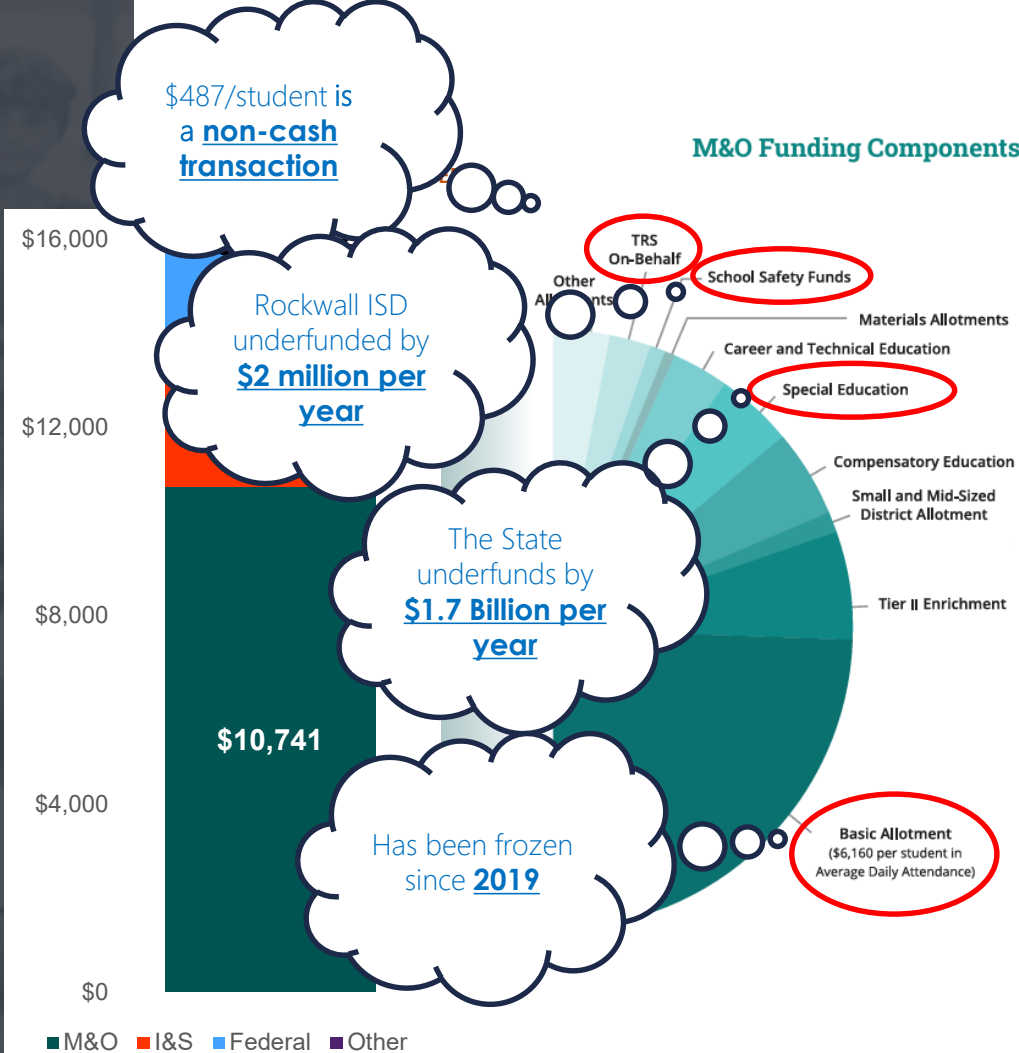 $487/student is
a non-cash
transaction
M&O Funding Components
$16,000
$12,000
$8,000
$4,000
$0
Rockwall ISD
underfunded by
$2 million per
year
The State
underfunds by
$1.7 Billion per
year
Has been frozen
since 2019
$10,741
TRS
On-Behalf
School Safety Funds
Other
Materials Allotments
Career and Technical Education
Special Education
Compensatory Education
Small and Mid-Sized
District Allotment
Tier II Enrichment
Basic Allotment
($6,160 per student in
Average Daily Attendance)
M&O I&S Federal Other